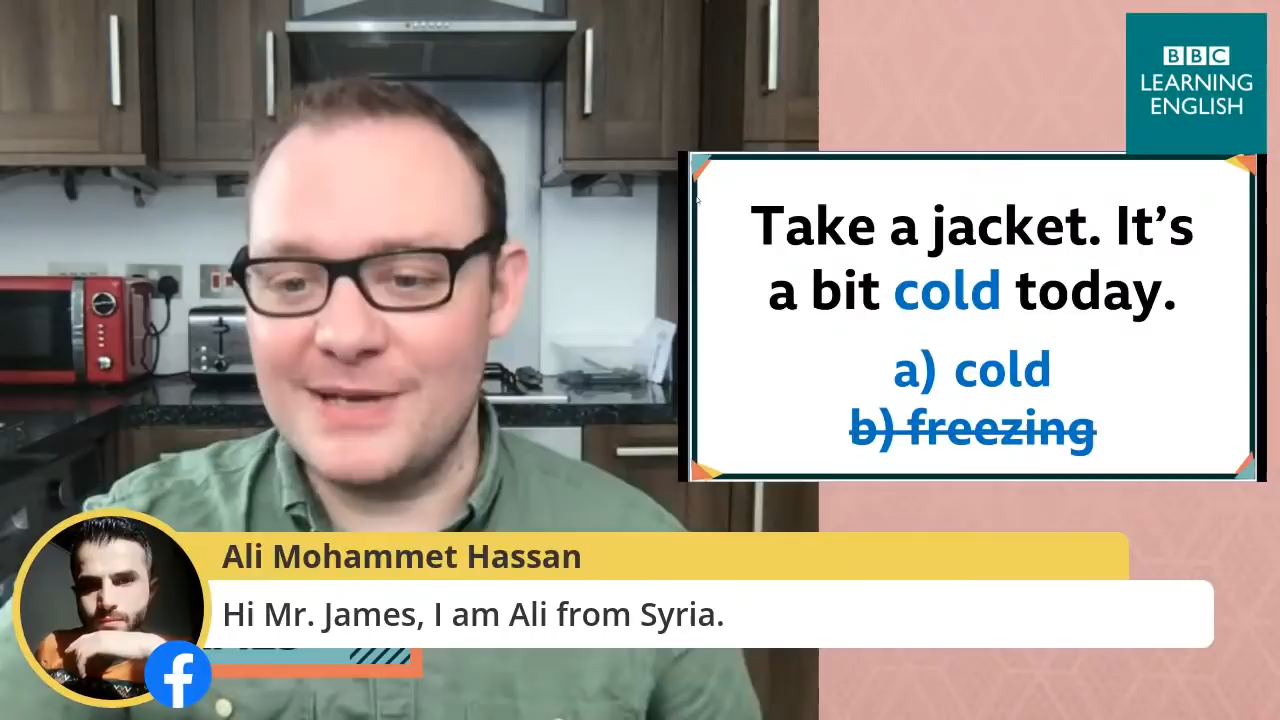 BBC
LEARNING
ENGLISH
Take a jacket. It's
a bit cold today.
a) cold
b) freezing
Ali Mohammet Hassan
Hi Mr. James, I am Ali from Syria.